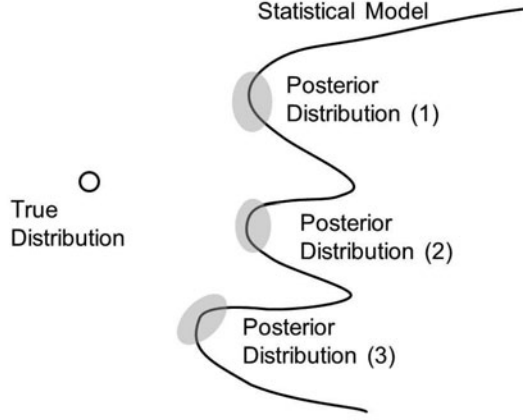 Statistical Model
Posterior
Distribution (1)
True
Distribution
Posterior
Distribution (2)
Posterior
Distribution (3)